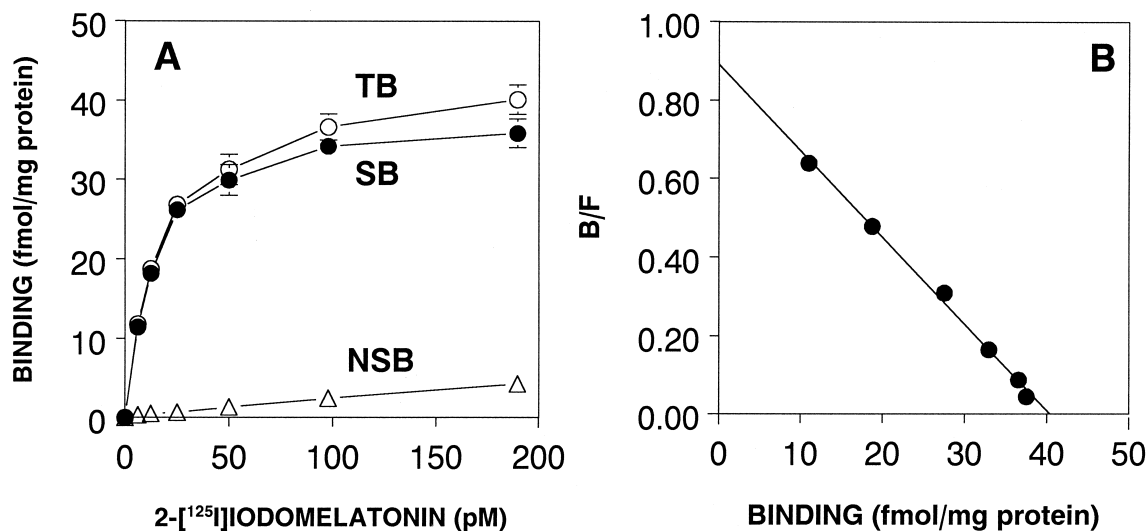 A
TB
SB
NSB
50
40
30
20
10
0
0
50
100
150
200
BINDING (fmol/mg protein)
2-[¹²⁵I]IODOMELATONIN (pM)
B
1.00
0.80
0.60
0.40
0.20
0.00
0
10
20
30
40
50
B/F
BINDING (fmol/mg protein)